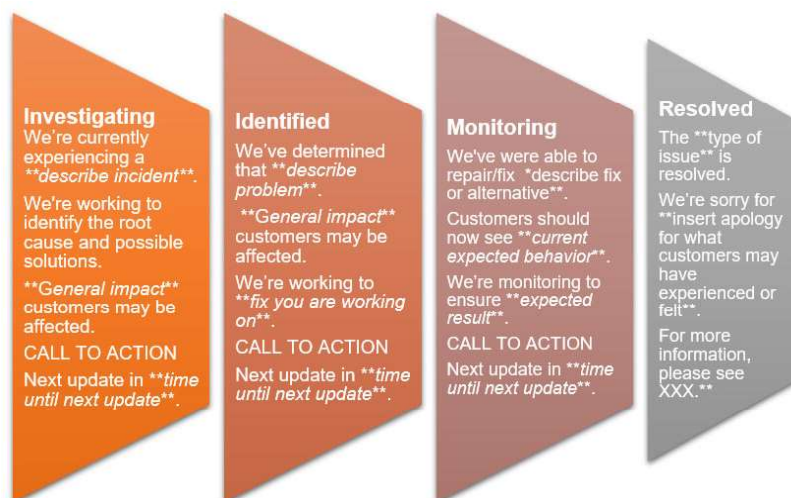 Investigating
We're currently
experiencing a
**describe incident**.
We're working to
identify the root
cause and possible
solutions.
**General impact**
customers may be
affected.
CALL TO ACTION
Next update in **time
until next update**.
Identified
We've determined
that **describe
problem**.
**General impact**
customers may be
affected.
We're working to
**fix you are working
on**.
CALL TO ACTION
Next update in **time
until next update**.
Monitoring
We've were able to
repair/fix *describe fix
or alternative**.
Customers should
now see **current
expected behavior**.
We're monitoring to
ensure **expected
result**.
CALL TO ACTION
Next update in **time
until next update**.
Resolved
The **type of
issue** is
resolved.
We're sorry for
**insert apology
for what
customers may
have
experienced or
felt**.
For more
information,
please see
XXX.**